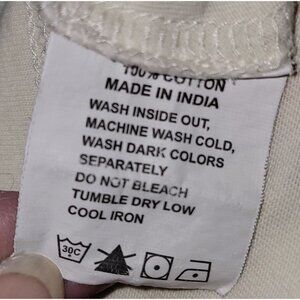 100% COTTON
MADE IN INDIA
WASH INSIDE OUT,
MACHINE WASH COLD,
WASH DARK COLORS
SEPARATELY
DO NOT BLEACH
TUMBLE DRY LOW
COOL IRON
30C